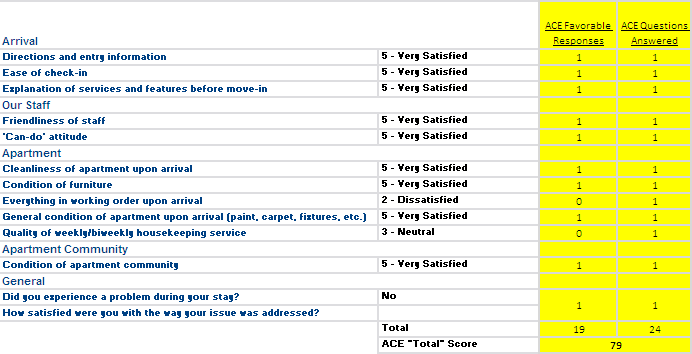 ACE Favorable ACE Questions
Arrival Responses Answered
Directions and entry information 5 - Very Satisfied 1 1
Ease of check-in 5 - Very Satisfied 1 1
Explanation of services and features before move-in 5 - Very Satisfied 1 1
Our Staff
Friendliness of staff 5 - Very Satisfied 1 1
'Can-do' attitude 5 - Very Satisfied 1 1
Apartment
Cleanliness of apartment upon arrival 5 - Very Satisfied 1 1
Condition of furniture 5 - Very Satisfied 1 1
Everything in working order upon arrival 2 - Dissatisfied 0 1
General condition of apartment upon arrival (paint, carpet, fixtures, etc.) 5 - Very Satisfied 1 1
Quality of weekly/biweekly housekeeping service 3 - Neutral 0 1
Apartment Community
Condition of apartment community 5 - Very Satisfied 1 1
General
Did you experience a problem during your stay? No
1 1
How satisfied were you with the way your issue was addressed?
Total 19 24
ACE "Total" Score 79